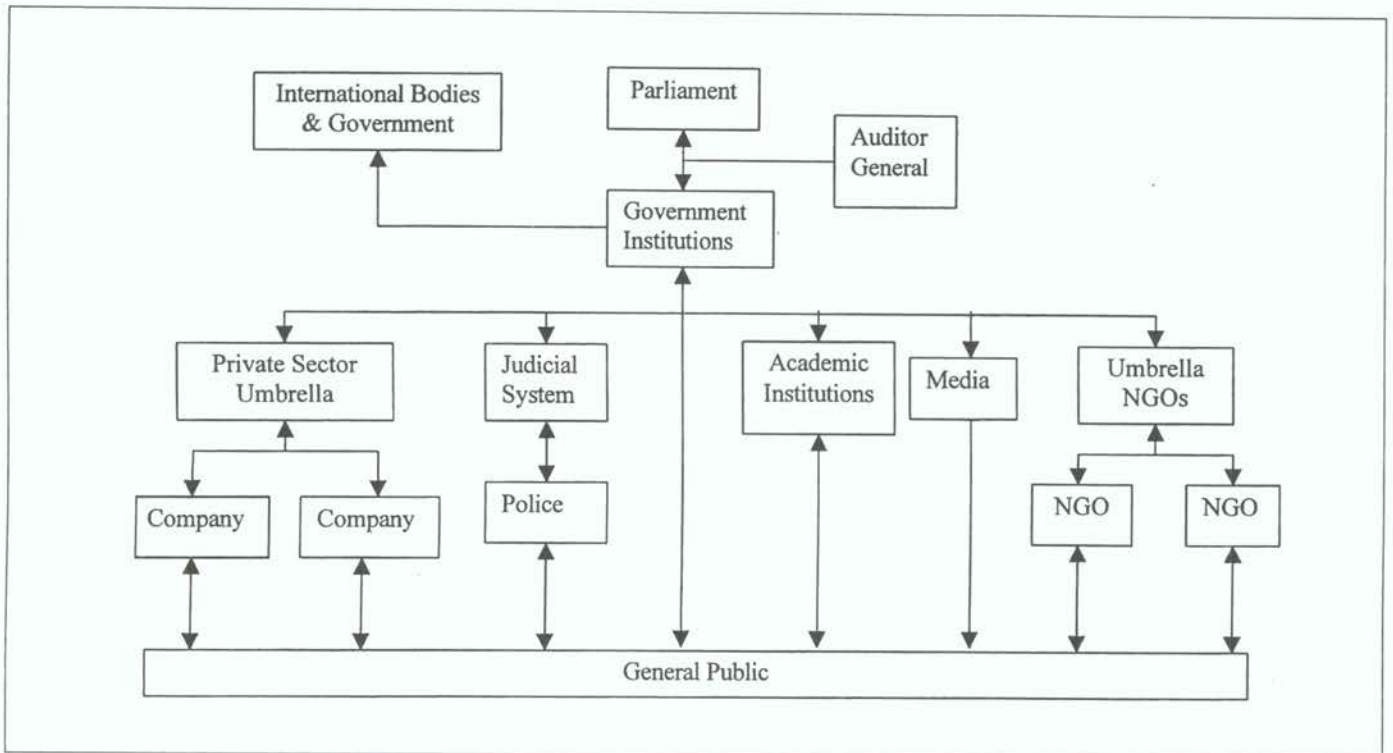 International Bodies
& Government
Parliament
Auditor
General
Government
Institutions
Private Sector
Umbrella
Judicial
System
Academic
Institutions
Media
Umbrella
NGOs
Company
Company
Police
NGO
NGO
General Public